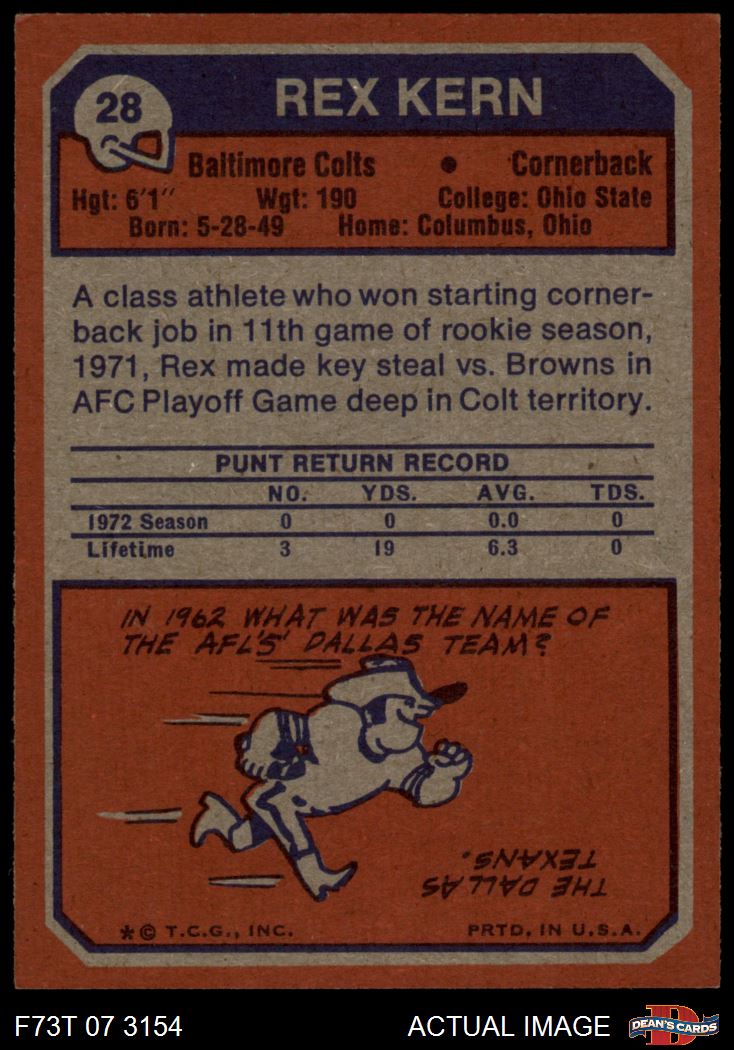 28
REX KERN
Baltimore Colts • Cornerback
Hgt: 6'1" Wgt: 190 College: Ohio State
Born: 5-28-49 Home: Columbus, Ohio
A class athlete who won starting corner-
back job in 11th game of rookie season,
1971, Rex made key steal vs. Browns in
AFC Playoff Game deep in Colt territory.
PUNT RETURN RECORD
NO. YDS. AVG. TDS.
1972 Season 0 0 0.0 0
Lifetime 3 19 6.3 0
IN 1962 WHAT WAS THE NAME OF
THE AFL'S' DALLAS TEAM?
THE DALLAS
TEXANS.
*© T.C.G., INC. PRTD. IN U.S.A.
F73T 07 3154 ACTUAL IMAGE D DEAN'S CARDS